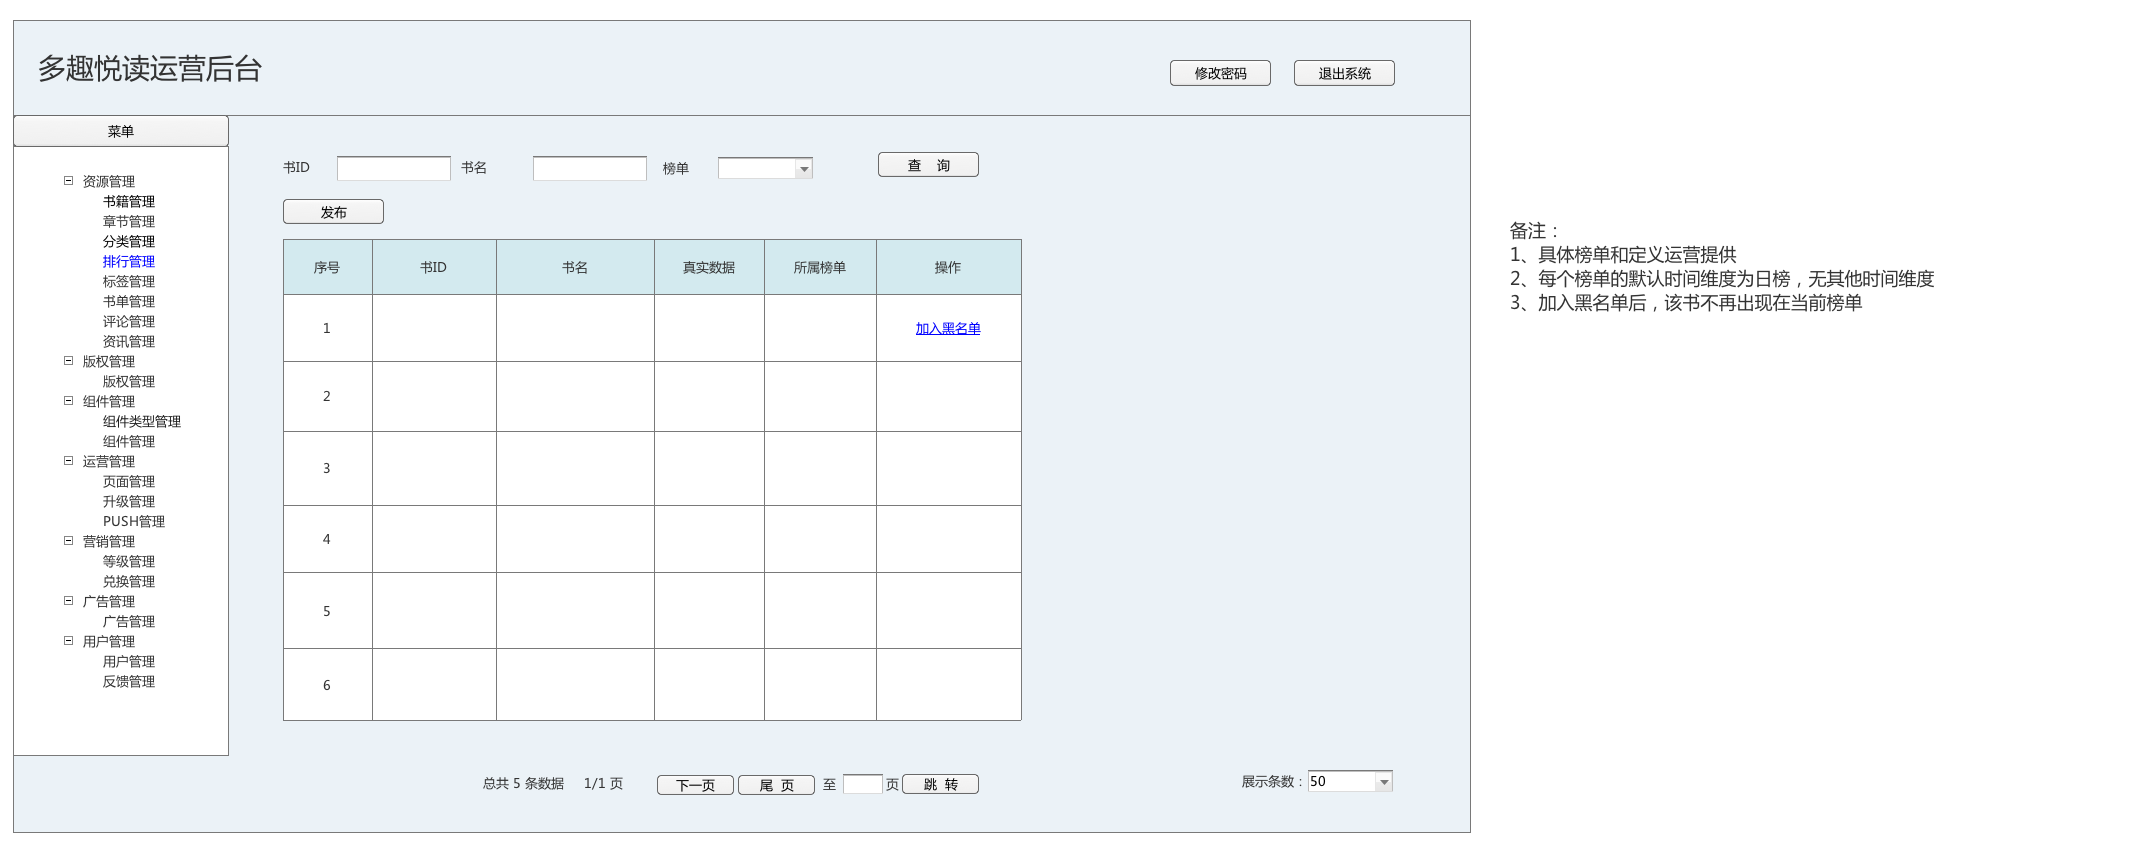 多趣悦读运营后台
修改密码 退出系统
菜单
资源管理
书籍管理
章节管理
分类管理
排行管理
标签管理
书单管理
评论管理
资讯管理
版权管理
版权管理
组件管理
组件类型管理
组件管理
运营管理
页面管理
升级管理
PUSH管理
营销管理
等级管理
兑换管理
广告管理
广告管理
用户管理
用户管理
反馈管理
书ID 书名 榜单 查 询
发布
序号 书ID 书名 真实数据 所属榜单 操作
1 加入黑名单
2
3
4
5
6
总共 5 条数据 1/1 页 下一页 尾 页 至 页 跳 转
展示条数：50
备注：
1、具体榜单和定义运营提供
2、每个榜单的默认时间维度为日榜，无其他时间维度
3、加入黑名单后，该书不再出现在当前榜单